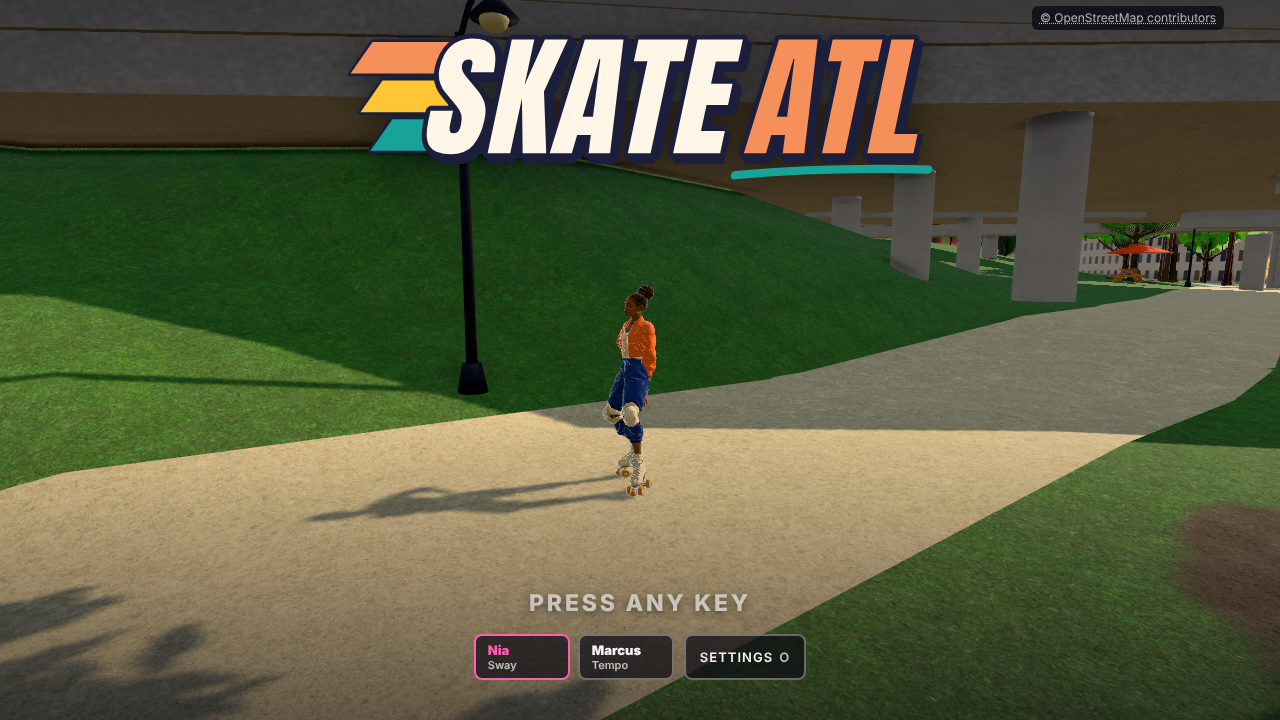 © OpenStreetMap contributors
SKATE ATL
PRESS ANY KEY
Nia
Sway
Marcus
Tempo
SETTINGS O